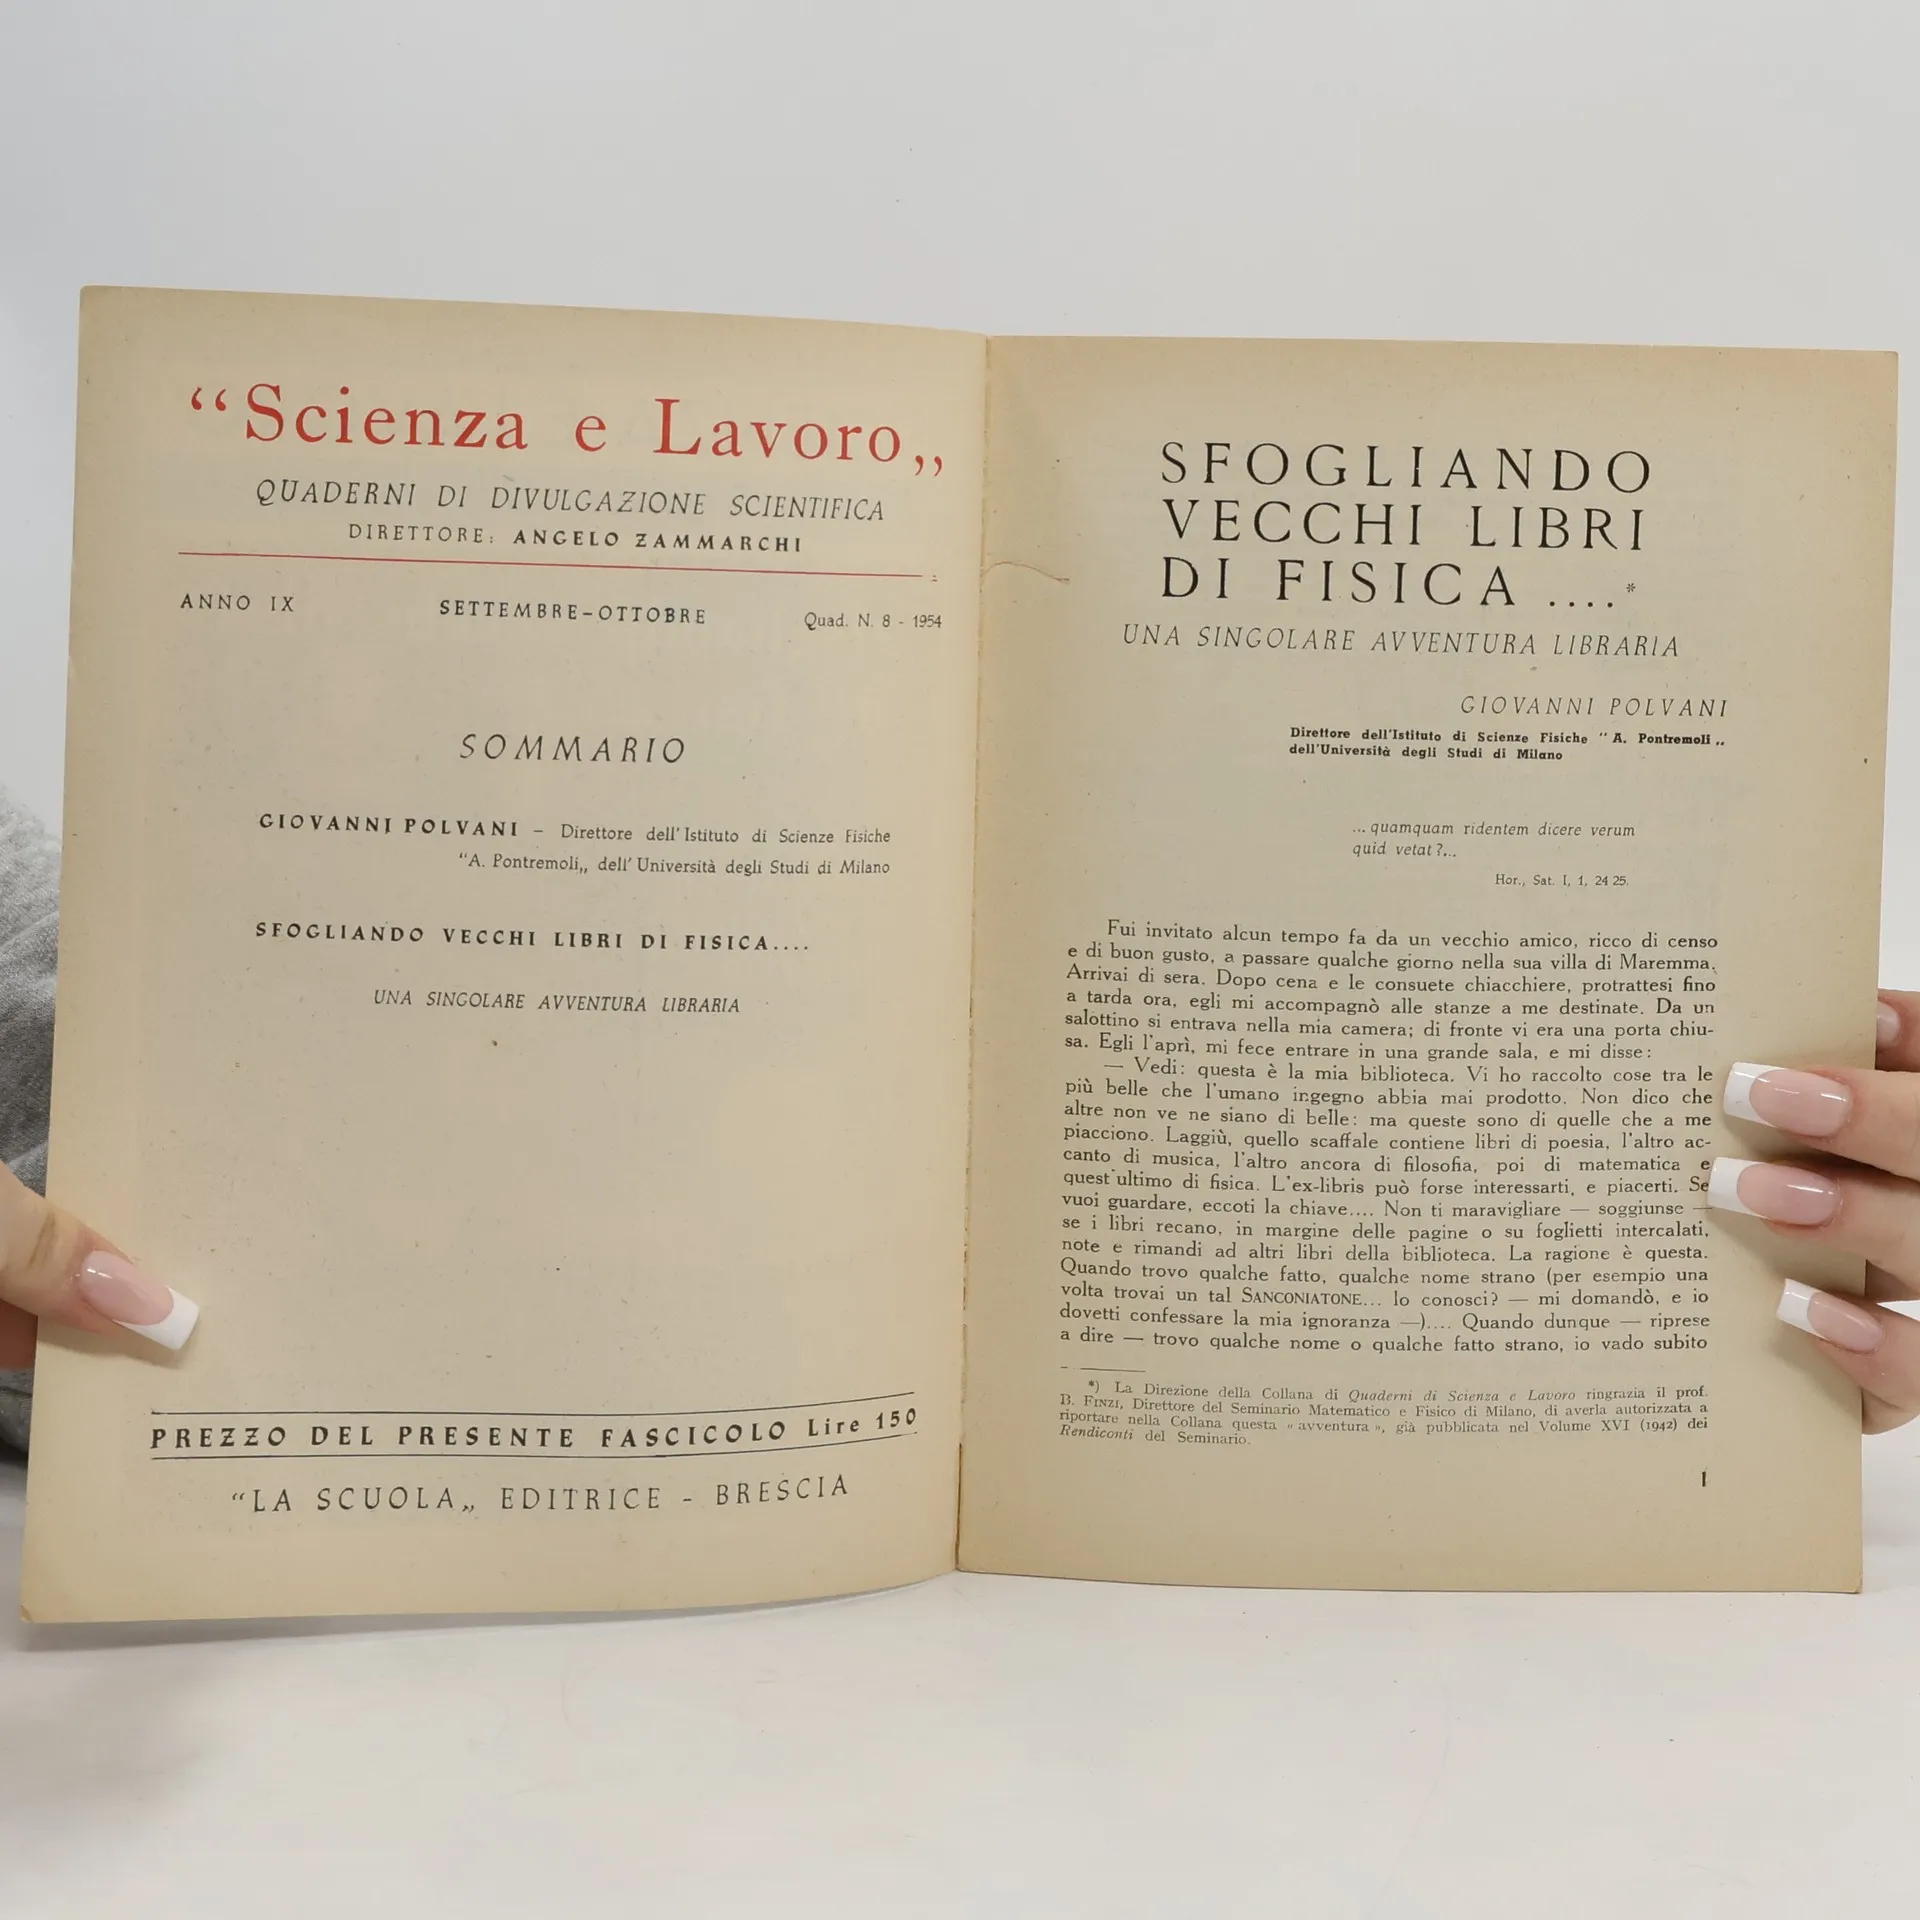 “Scienza e Lavoro„
QUADERNI DI DIVULGAZIONE SCIENTIFICA
DIRETTORE: ANGELO ZAMMARCHI
ANNO IX SETTEMBRE-OTTOBRE Quad. N. 8 - 1954
SOMMARIO
GIOVANNI POLVANI – Direttore dell'Istituto di Scienze Fisiche
“A. Pontremoli„ dell'Università degli Studi di Milano
SFOGLIANDO VECCHI LIBRI DI FISICA....
UNA SINGOLARE AVVENTURA LIBRARIA
PREZZO DEL PRESENTE FASCICOLO Lire 150
“LA SCUOLA„ EDITRICE - BRESCIA
SFOGLIANDO
VECCHI LIBRI
DI FISICA ....*
UNA SINGOLARE AVVENTURA LIBRARIA
GIOVANNI POLVANI
Direttore dell'Istituto di Scienze Fisiche “A. Pontremoli„
dell'Università degli Studi di Milano
... quamquam ridentem dicere verum
quid vetat?...
Hor., Sat. I, 1, 24 25.
Fui invitato alcun tempo fa da un vecchio amico, ricco di censo
e di buon gusto, a passare qualche giorno nella sua villa di Maremma.
Arrivai di sera. Dopo cena e le consuete chiacchiere, protrattesi fino
a tarda ora, egli mi accompagnò alle stanze a me destinate. Da un
salottino si entrava nella mia camera; di fronte vi era una porta chiu-
sa. Egli l'aprì, mi fece entrare in una grande sala, e mi disse:
— Vedi: questa è la mia biblioteca. Vi ho raccolto cose tra le
più belle che l'umano ingegno abbia mai prodotto. Non dico che
altre non ve ne siano di belle: ma queste sono di quelle che a me
piacciono. Laggiù, quello scaffale contiene libri di poesia, l'altro ac-
canto di musica, l'altro ancora di filosofia, poi di matematica e
quest'ultimo di fisica. L'ex-libris può forse interessarti, e piacerti. Se
vuoi guardare, eccoti la chiave.... Non ti maravigliare — soggiunse —
se i libri recano, in margine delle pagine o su foglietti intercalati,
note e rimandi ad altri libri della biblioteca. La ragione è questa.
Quando trovo qualche fatto, qualche nome strano (per esempio una
volta trovai un tal SANCONIATONE... lo conosci? — mi domandò, e io
dovetti confessare la mia ignoranza —).... Quando dunque — riprese
a dire — trovo qualche nome o qualche fatto strano, io vado subito
*) La Direzione della Collana di Quaderni di Scienza e Lavoro ringrazia il prof.
B. FINZI, Direttore del Seminario Matematico e Fisico di Milano, di averla autorizzata a
riportare nella Collana questa « avventura », già pubblicata nel Volume XVI (1942) dei
Rendiconti del Seminario.
1